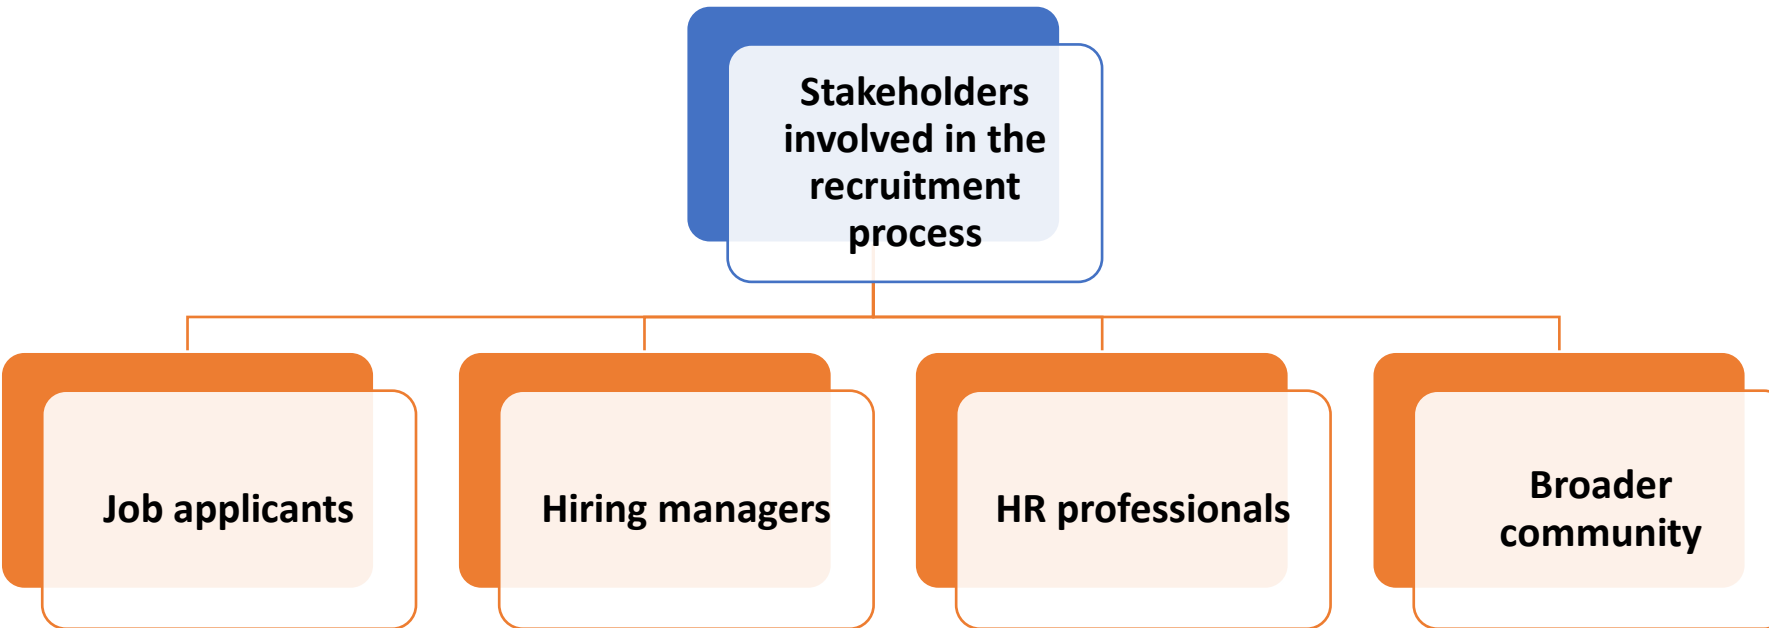 Stakeholders
involved in the
recruitment
process
Job applicants
Hiring managers
HR professionals
Broader
community